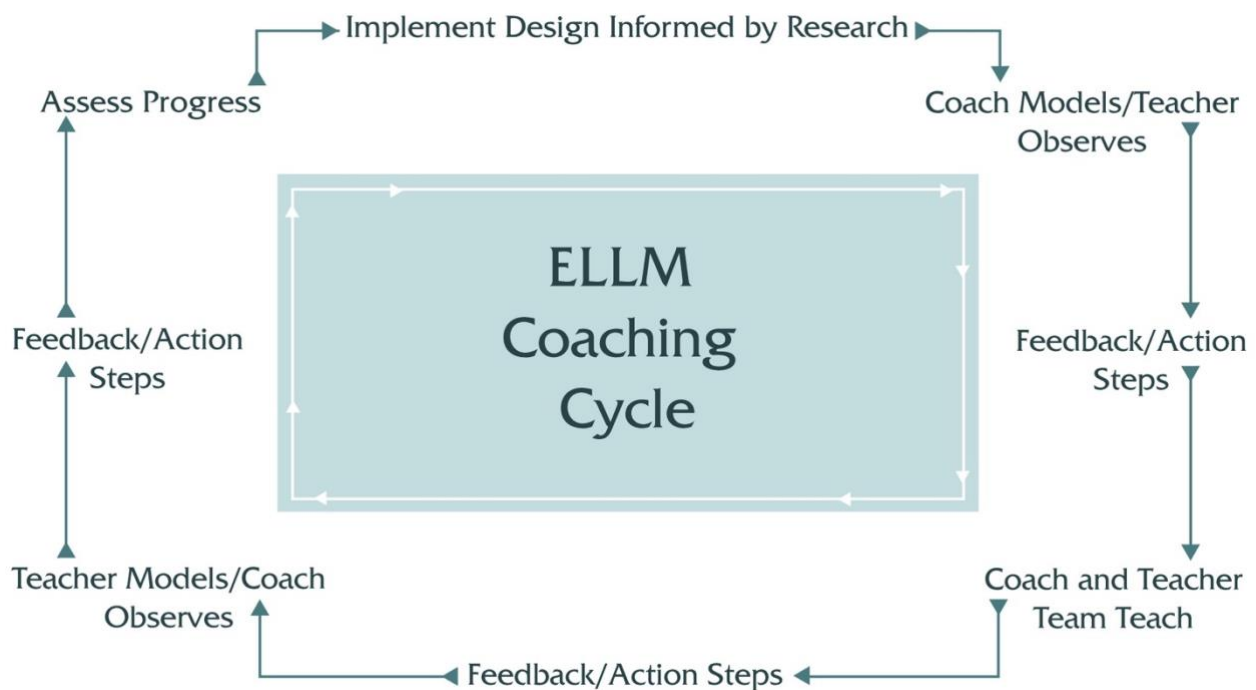 Implement Design Informed by Research
Assess Progress
Coach Models/Teacher
Observes
ELLM
Coaching
Cycle
Feedback/Action
Steps
Feedback/Action
Steps
Teacher Models/Coach
Observes
Coach and Teacher
Team Teach
Feedback/Action Steps